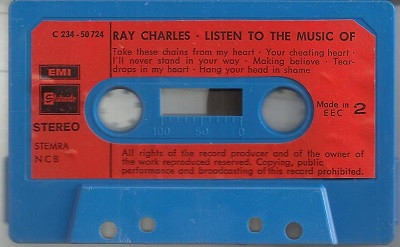 C 234-50 724 RAY CHARLES · LISTEN TO THE MUSIC OF
Take these chains from my heart · Your cheating heart ·
I'll never stand in your way · Making believe · Tear-
drops in my heart · Hang your head in shame
EMI
STEREO
STEMRA
NCB
Made in
EEC 2
100 50 0
All rights of the record producer and of the owner of
the work reproduced reserved. Copying, public
performance and broadcasting of this record prohibited.